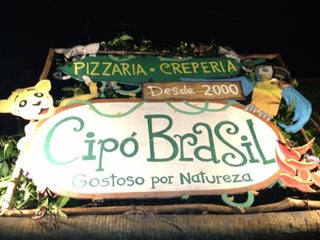 PIZZARIA • CREPERIA
DESDE 2000
Cipó Brasil
Gostoso por Natureza